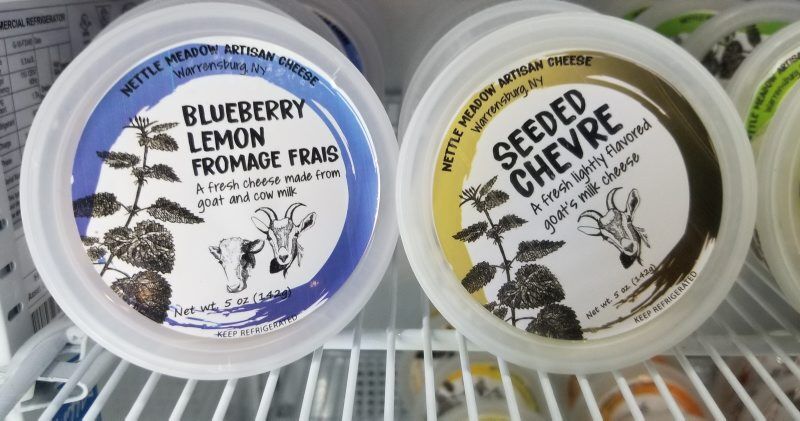 NETTLE MEADOW ARTISAN CHEESE
Warrensburg, NY
BLUEBERRY
LEMON
FROMAGE FRAIS
A fresh cheese made from
goat and cow milk
Net wt. 5 oz (142g)
KEEP REFRIGERATED
NETTLE MEADOW ARTISAN CHEESE
Warrensburg, NY
SEEDED
CHEVRE
A fresh lightly flavored
goat's milk cheese
Net wt. 5 oz (142g)
KEEP REFRIGERATED